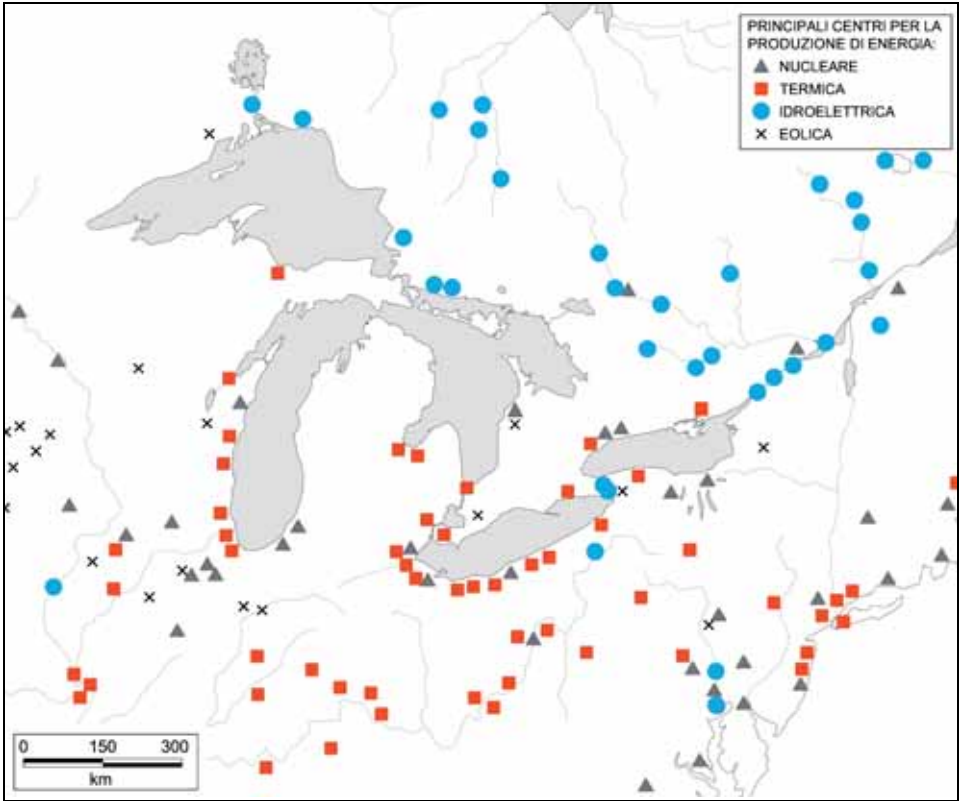 PRINCIPALI CENTRI PER LA
PRODUZIONE DI ENERGIA:
NUCLEARE
TERMICA
IDROELETTRICA
EOLICA
0 150 300
km